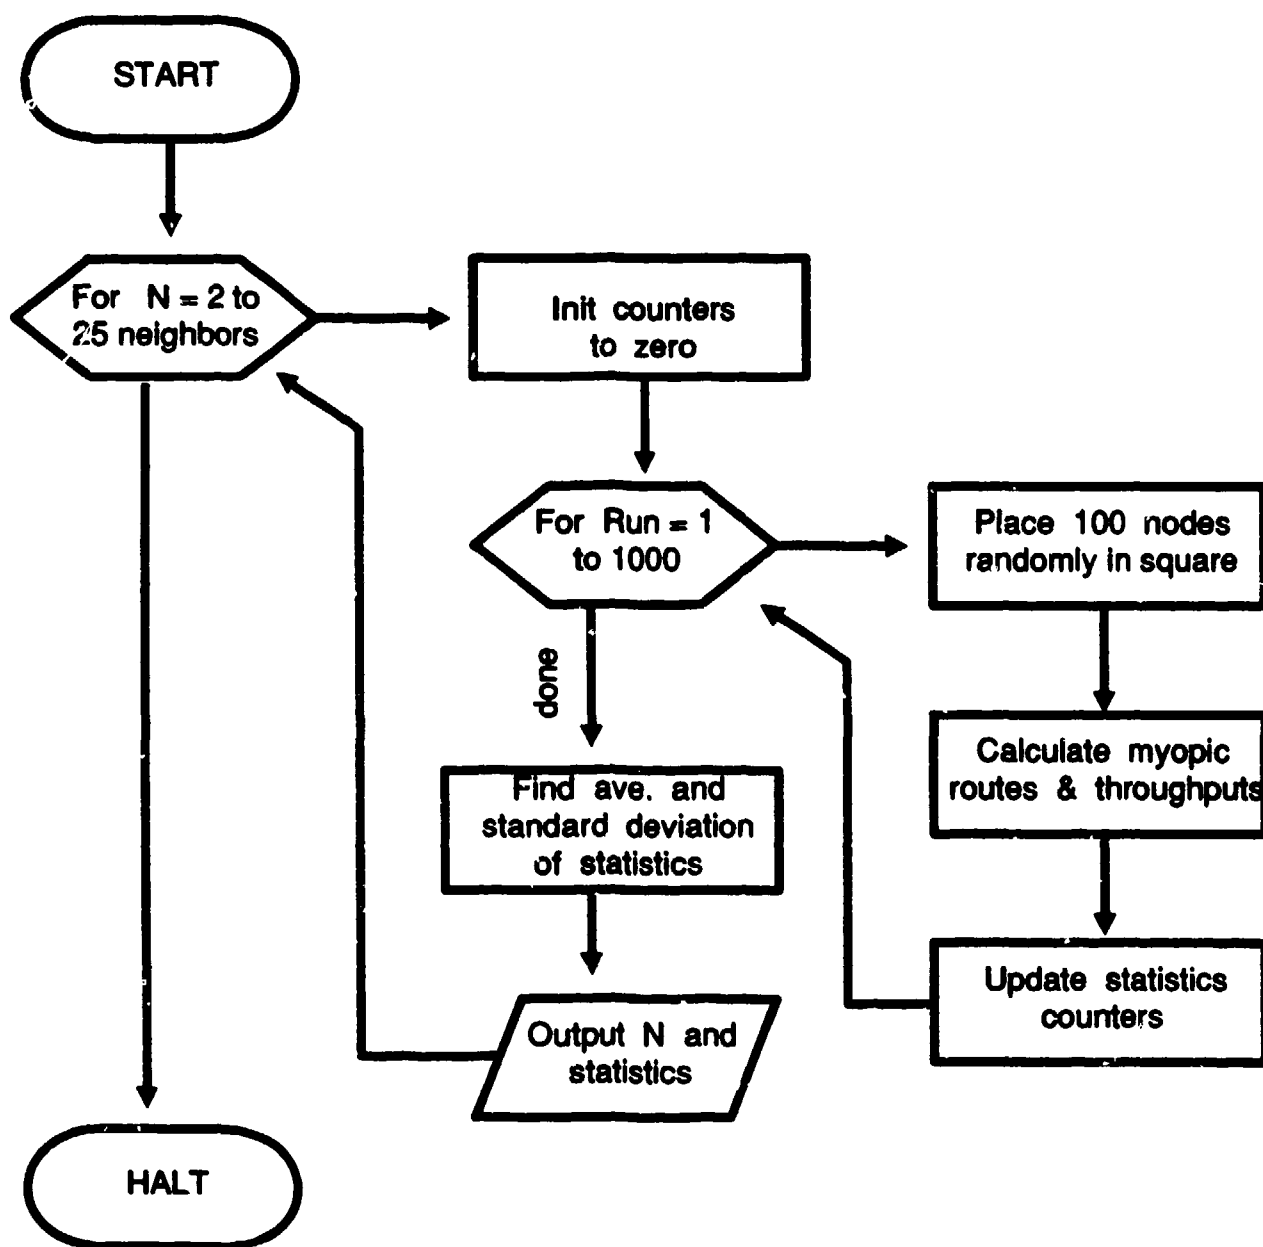 START
For N = 2 to
25 neighbors
Init counters
to zero
For Run = 1
to 1000
Place 100 nodes
randomly in square
done
Calculate myopic
routes & throughputs
Find ave. and
standard deviation
of statistics
Update statistics
counters
Output N and
statistics
HALT